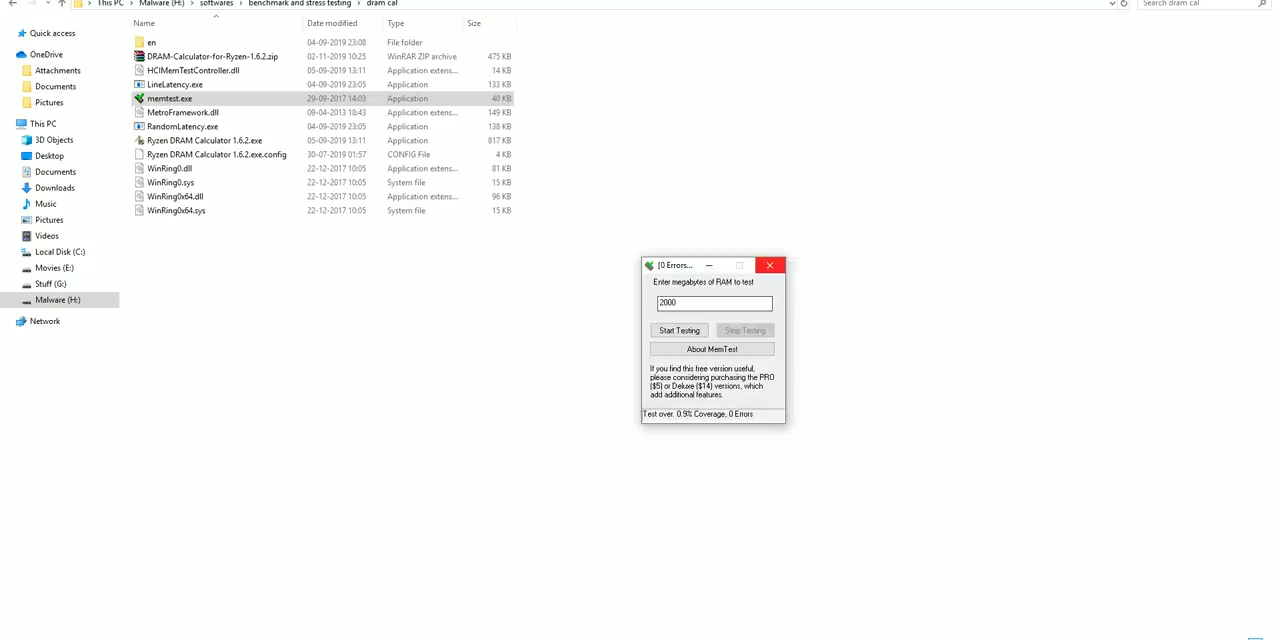 This PC > Malware (H:) > softwares > benchmark and stress testing > dram cal
Search dram cal
Name Date modified Type Size
Quick access
OneDrive
Attachments
Documents
Pictures
This PC
3D Objects
Desktop
Documents
Downloads
Music
Pictures
Videos
Local Disk (C:)
Movies (E:)
Stuff (G:)
Malware (H:)
Network
en 04-09-2019 23:08 File folder
DRAM-Calculator-for-Ryzen-1.6.2.zip 02-11-2019 10:25 WinRAR ZIP archive 475 KB
HCIMemTestController.dll 05-09-2019 13:11 Application extens... 14 KB
LineLatency.exe 04-09-2019 23:05 Application 133 KB
memtest.exe 29-09-2017 14:03 Application 40 KB
MetroFramework.dll 09-04-2013 18:43 Application extens... 149 KB
RandomLatency.exe 04-09-2019 23:05 Application 138 KB
Ryzen DRAM Calculator 1.6.2.exe 05-09-2019 13:11 Application 817 KB
Ryzen DRAM Calculator 1.6.2.exe.config 30-07-2019 01:57 CONFIG File 4 KB
WinRing0.dll 22-12-2017 10:05 Application extens... 81 KB
WinRing0.sys 22-12-2017 10:05 System file 15 KB
WinRing0x64.dll 22-12-2017 10:05 Application extens... 96 KB
WinRing0x64.sys 22-12-2017 10:05 System file 15 KB
[0 Errors...
Enter megabytes of RAM to test
2000
Start Testing Stop Testing
About MemTest
If you find this free version useful,
please considering purchasing the PRO
($5) or Deluxe ($14) versions, which
add additional features.
Test over. 0.9% Coverage, 0 Errors